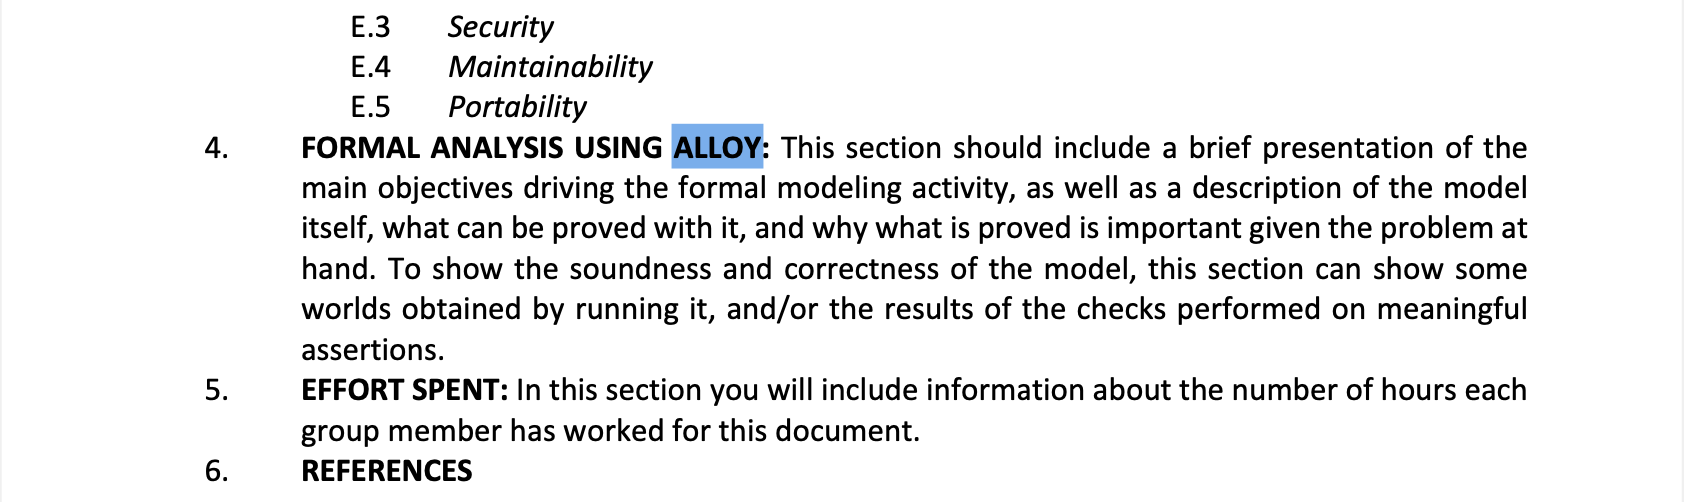 E.3 Security
E.4 Maintainability
E.5 Portability
4. FORMAL ANALYSIS USING ALLOY: This section should include a brief presentation of the
main objectives driving the formal modeling activity, as well as a description of the model
itself, what can be proved with it, and why what is proved is important given the problem at
hand. To show the soundness and correctness of the model, this section can show some
worlds obtained by running it, and/or the results of the checks performed on meaningful
assertions.
5. EFFORT SPENT: In this section you will include information about the number of hours each
group member has worked for this document.
6. REFERENCES